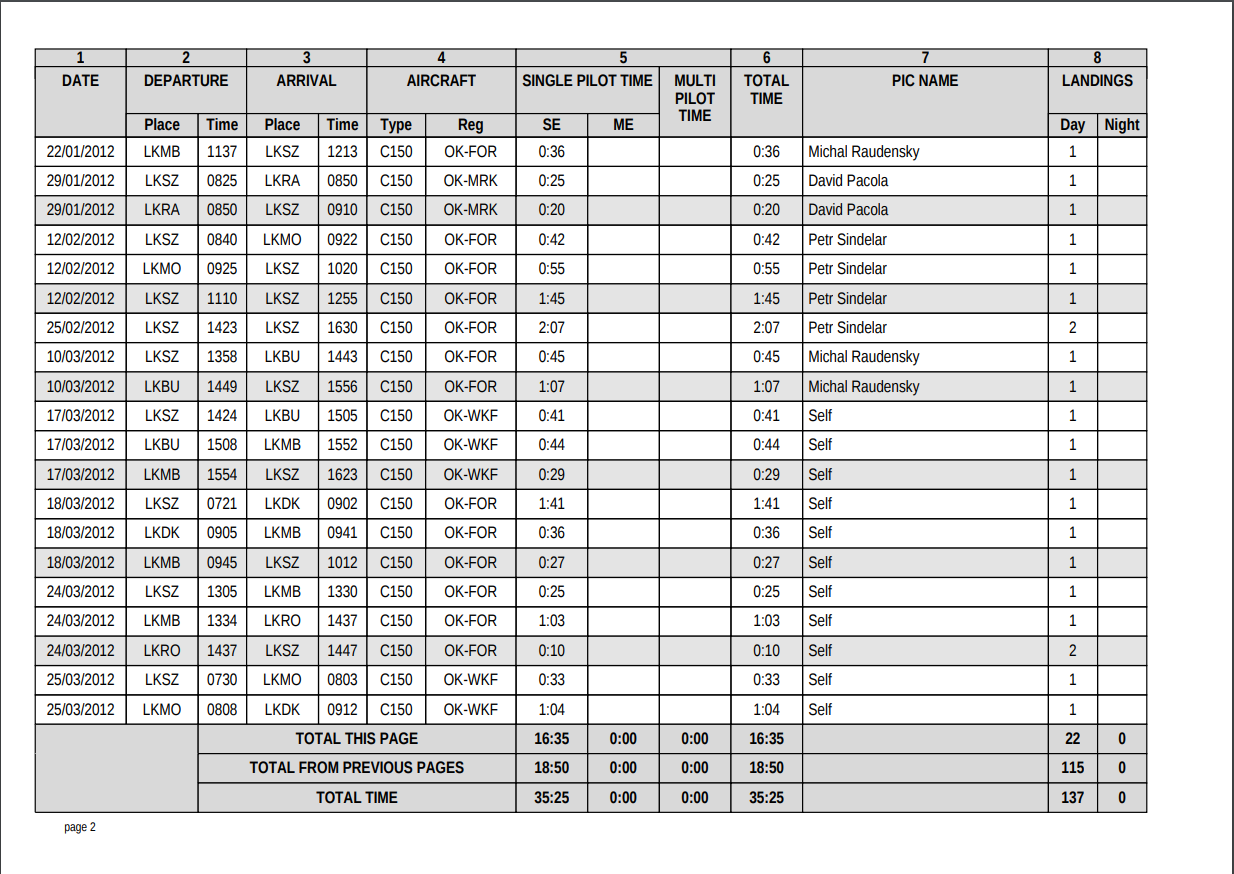 1 2 3 4 5 6 7 8
DATE DEPARTURE ARRIVAL AIRCRAFT SINGLE PILOT TIME MULTI PILOT TIME TOTAL TIME PIC NAME LANDINGS
Place Time Place Time Type Reg SE ME Day Night
22/01/2012 LKMB 1137 LKSZ 1213 C150 OK-FOR 0:36 0:36 Michal Raudensky 1
29/01/2012 LKSZ 0825 LKRA 0850 C150 OK-MRK 0:25 0:25 David Pacola 1
29/01/2012 LKRA 0850 LKSZ 0910 C150 OK-MRK 0:20 0:20 David Pacola 1
12/02/2012 LKSZ 0840 LKMO 0922 C150 OK-FOR 0:42 0:42 Petr Sindelar 1
12/02/2012 LKMO 0925 LKSZ 1020 C150 OK-FOR 0:55 0:55 Petr Sindelar 1
12/02/2012 LKSZ 1110 LKSZ 1255 C150 OK-FOR 1:45 1:45 Petr Sindelar 1
25/02/2012 LKSZ 1423 LKSZ 1630 C150 OK-FOR 2:07 2:07 Petr Sindelar 2
10/03/2012 LKSZ 1358 LKBU 1443 C150 OK-FOR 0:45 0:45 Michal Raudensky 1
10/03/2012 LKBU 1449 LKSZ 1556 C150 OK-FOR 1:07 1:07 Michal Raudensky 1
17/03/2012 LKSZ 1424 LKBU 1505 C150 OK-WKF 0:41 0:41 Self 1
17/03/2012 LKBU 1508 LKMB 1552 C150 OK-WKF 0:44 0:44 Self 1
17/03/2012 LKMB 1554 LKSZ 1623 C150 OK-WKF 0:29 0:29 Self 1
18/03/2012 LKSZ 0721 LKDK 0902 C150 OK-FOR 1:41 1:41 Self 1
18/03/2012 LKDK 0905 LKMB 0941 C150 OK-FOR 0:36 0:36 Self 1
18/03/2012 LKMB 0945 LKSZ 1012 C150 OK-FOR 0:27 0:27 Self 1
24/03/2012 LKSZ 1305 LKMB 1330 C150 OK-FOR 0:25 0:25 Self 1
24/03/2012 LKMB 1334 LKRO 1437 C150 OK-FOR 1:03 1:03 Self 1
24/03/2012 LKRO 1437 LKSZ 1447 C150 OK-FOR 0:10 0:10 Self 2
25/03/2012 LKSZ 0730 LKMO 0803 C150 OK-WKF 0:33 0:33 Self 1
25/03/2012 LKMO 0808 LKDK 0912 C150 OK-WKF 1:04 1:04 Self 1
TOTAL THIS PAGE 16:35 0:00 0:00 16:35 22 0
TOTAL FROM PREVIOUS PAGES 18:50 0:00 0:00 18:50 115 0
TOTAL TIME 35:25 0:00 0:00 35:25 137 0
page 2